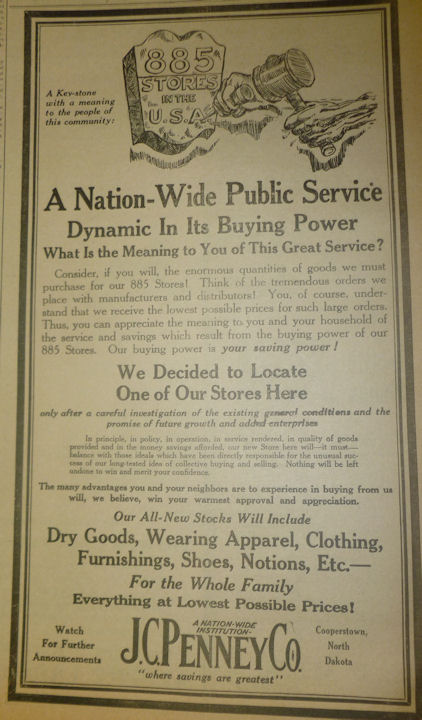 A Key-stone
with a meaning
to the people of
this community:
"885
STORES
IN THE
U.S.A.
A Nation-Wide Public Service
Dynamic In Its Buying Power
What Is the Meaning to You of This Great Service?
Consider, if you will, the enormous quantities of goods we must
purchase for our 885 Stores! Think of the tremendous orders we
place with manufacturers and distributors! You, of course, under-
stand that we receive the lowest possible prices for such large orders.
Thus, you can appreciate the meaning to you and your household of
the service and savings which result from the buying power of our
885 Stores. Our buying power is your saving power!
We Decided to Locate
One of Our Stores Here
only after a careful investigation of the existing general conditions and the
promise of future growth and added enterprises
In principle, in policy, in operation, in service rendered, in quality of goods
provided and in the money savings afforded, our new Store here will—it must—
balance with those ideals which have been directly responsible for the unusual suc-
cess of our long-tested idea of collective buying and selling. Nothing will be left
undone to win and merit your confidence.
The many advantages you and your neighbors are to experience in buying from us
will, we believe, win your warmest approval and appreciation.
Our All-New Stocks Will Include
Dry Goods, Wearing Apparel, Clothing,
Furnishings, Shoes, Notions, Etc.—
For the Whole Family
Everything at Lowest Possible Prices!
Watch
For Further
Announcements
A NATION-WIDE
INSTITUTION-
J.C.PENNEY CO.
"where savings are greatest"
Cooperstown,
North
Dakota